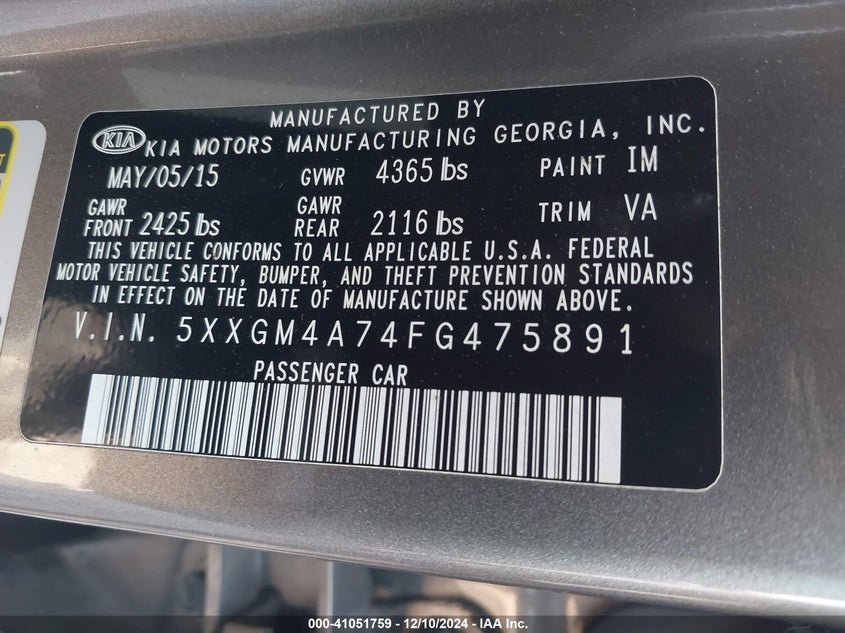 MANUFACTURED BY
KIA KIA MOTORS MANUFACTURING GEORGIA, INC.
MAY/05/15 GVWR 4365 lbs PAINT IM
GAWR FRONT 2425 lbs GAWR REAR 2116 lbs TRIM VA
THIS VEHICLE CONFORMS TO ALL APPLICABLE U.S.A. FEDERAL
MOTOR VEHICLE SAFETY, BUMPER, AND THEFT PREVENTION STANDARDS
IN EFFECT ON THE DATE OF MANUFACTURE SHOWN ABOVE.
V.I.N. 5XXGM4A74FG475891
PASSENGER CAR
000-41051759 - 12/10/2024 - IAA Inc.